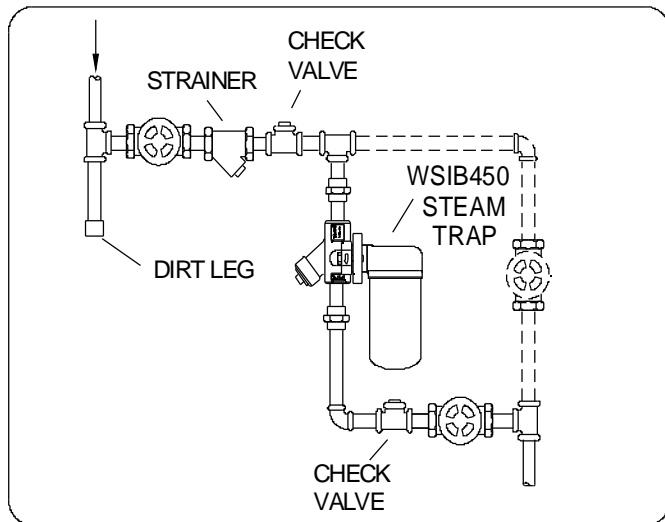 CHECK
VALVE
STRAINER
WSIB450
STEAM
TRAP
DIRT LEG
CHECK
VALVE